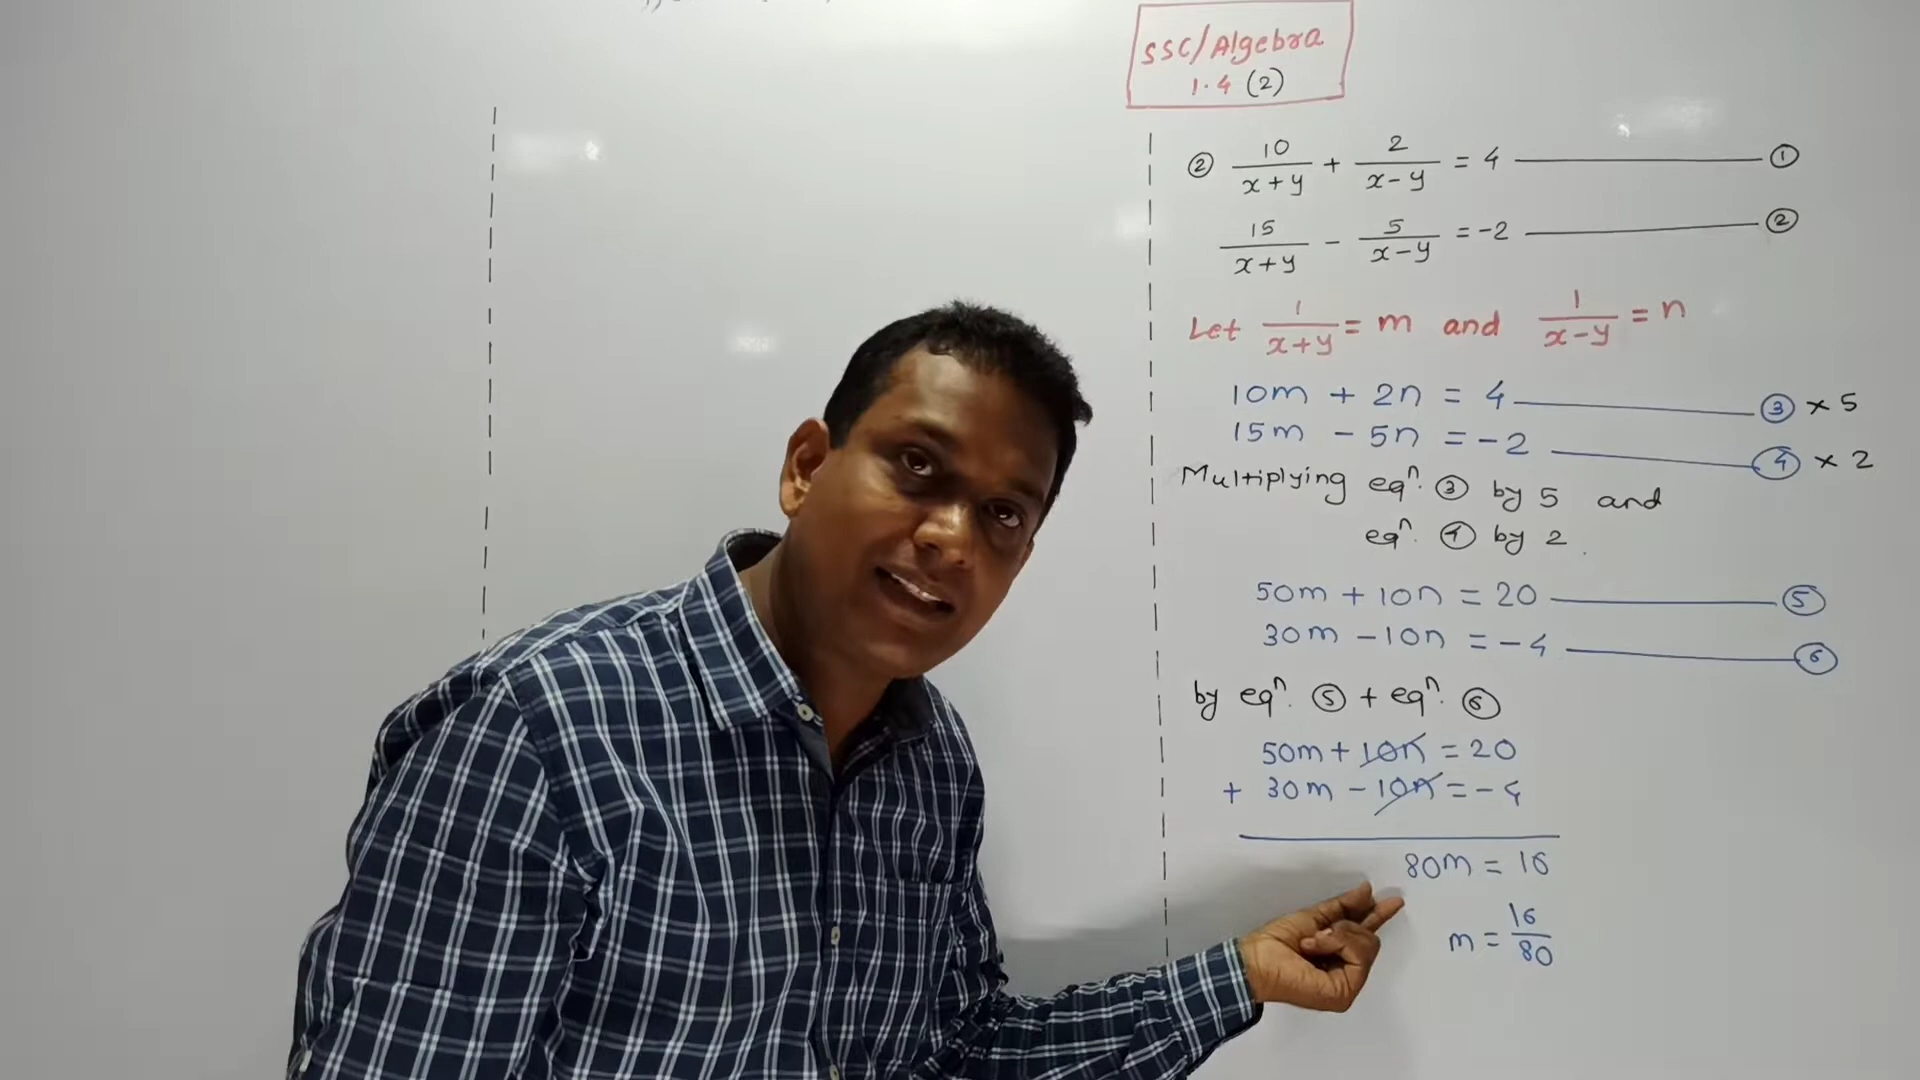 SSC/Algebra
1.4 (2)
② 10/(x+y) + 2/(x-y) = 4 ——— ①
15/(x+y) - 5/(x-y) = -2 ——— ②
Let 1/(x+y) = m and 1/(x-y) = n
10m + 2n = 4 ——— ③ × 5
15m - 5n = -2 ——— ④ × 2
Multiplying eqⁿ. ③ by 5 and
eqⁿ. ④ by 2.
50m + 10n = 20 ——— ⑤
30m - 10n = -4 ——— ⑥
by eqⁿ. ⑤ + eqⁿ. ⑥
50m + 10n = 20
+ 30m - 10n = -4
80m = 16
m = 16/80